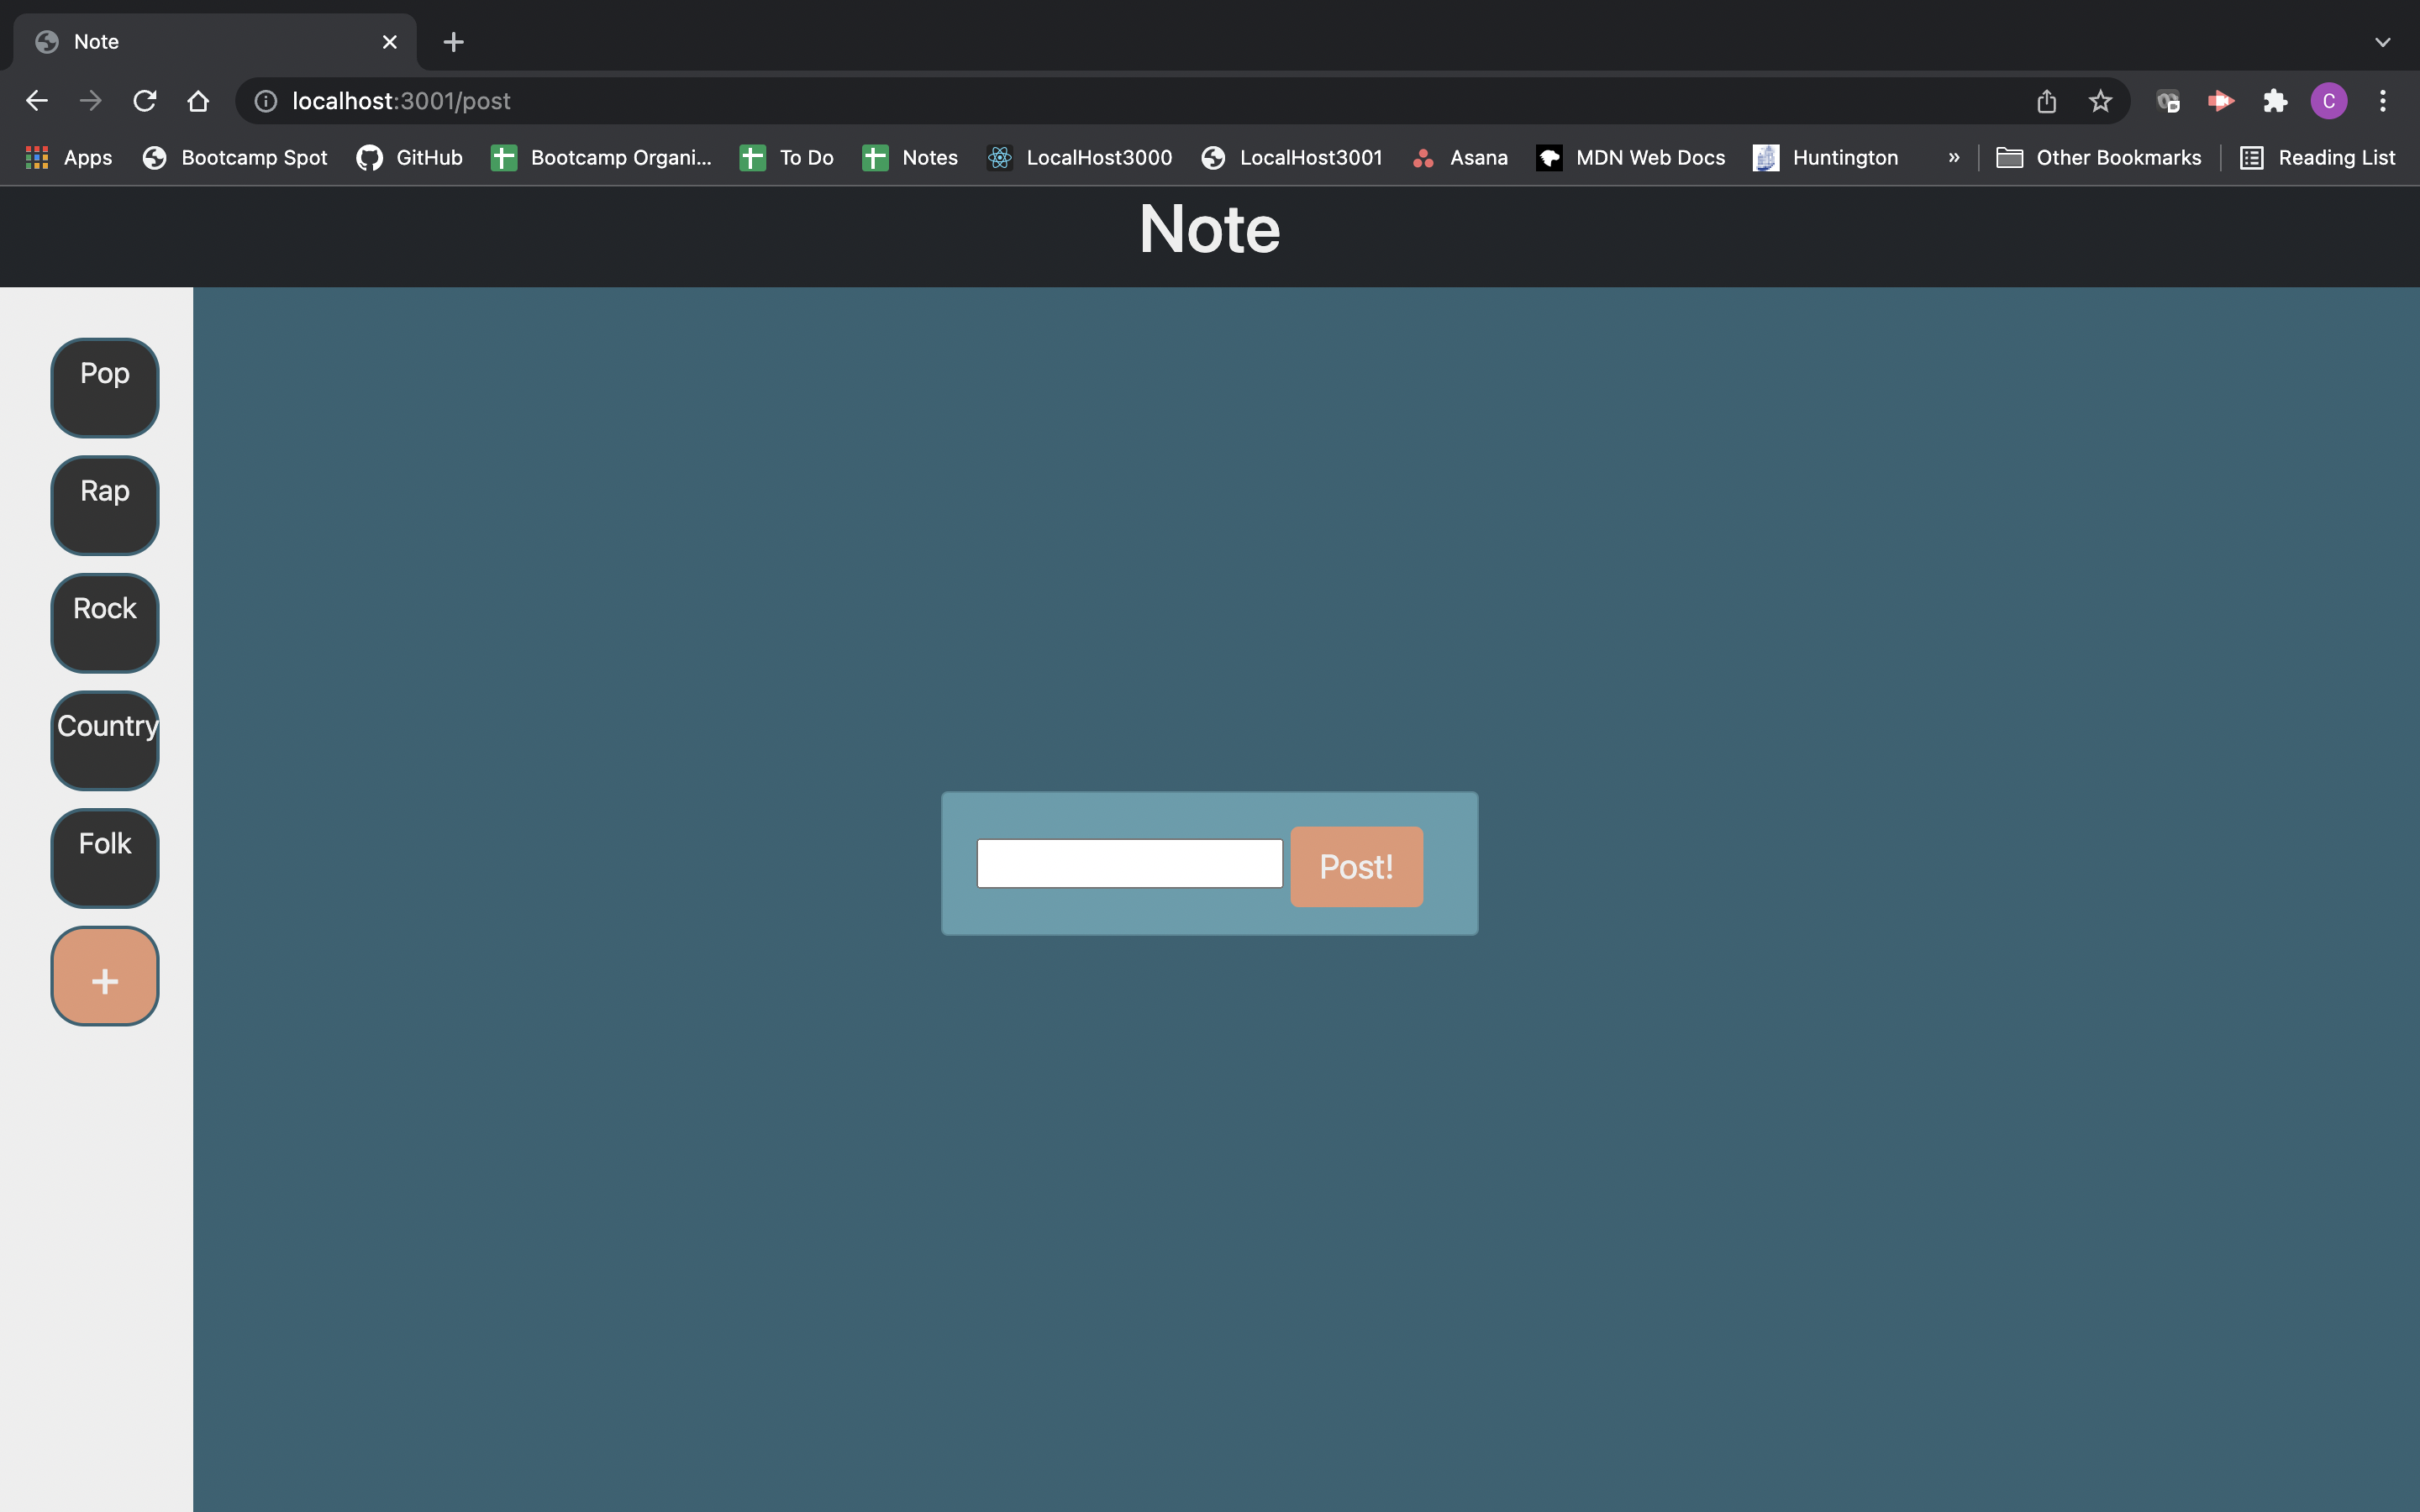 Note
localhost:3001/post
C
Apps Bootcamp Spot GitHub Bootcamp Organi... To Do Notes LocalHost3000 LocalHost3001 Asana MDN Web Docs Huntington » Other Bookmarks Reading List
Note
Pop
Rap
Rock
Country
Folk
+
Post!